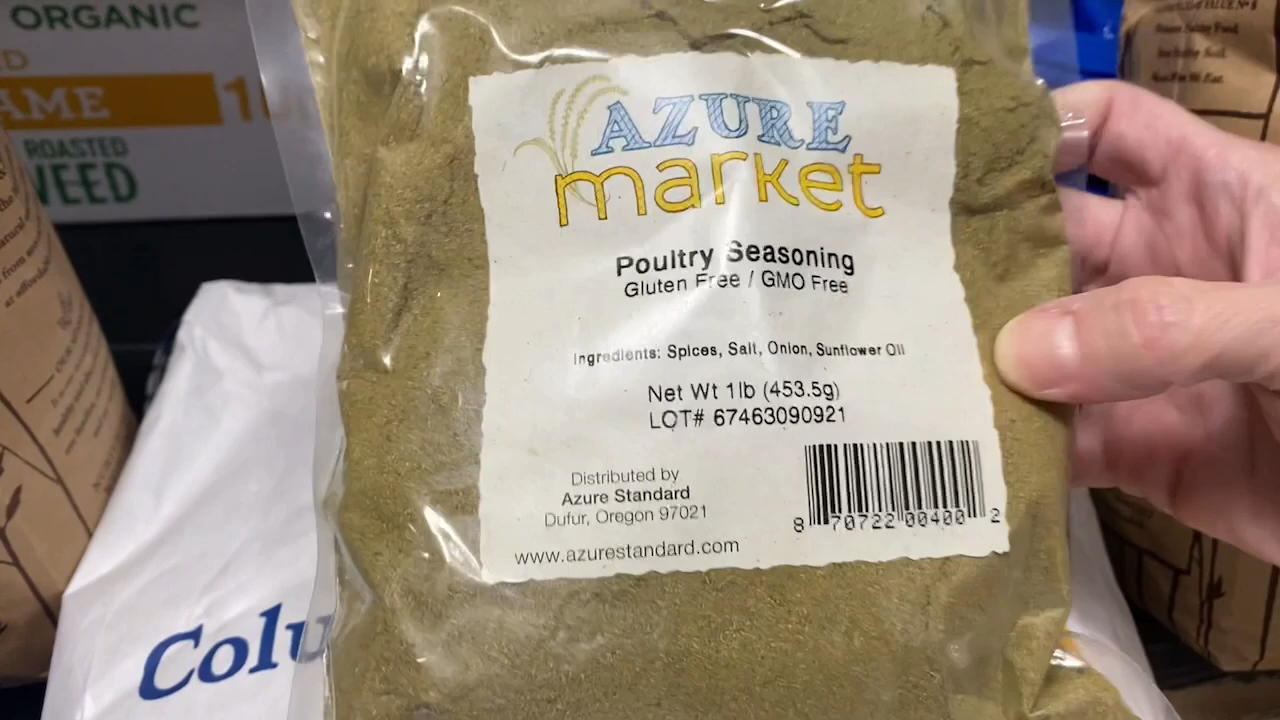 ORGANIC
AME
ROASTED
AZURE
market
Poultry Seasoning
Gluten Free / GMO Free
Ingredients: Spices, Salt, Onion, Sunflower Oil
Net Wt 1lb (453.5g)
LOT# 67463090921
Distributed by
Azure Standard
Dufur, Oregon 97021
www.azurestandard.com
8 70722 00400 2
Colu